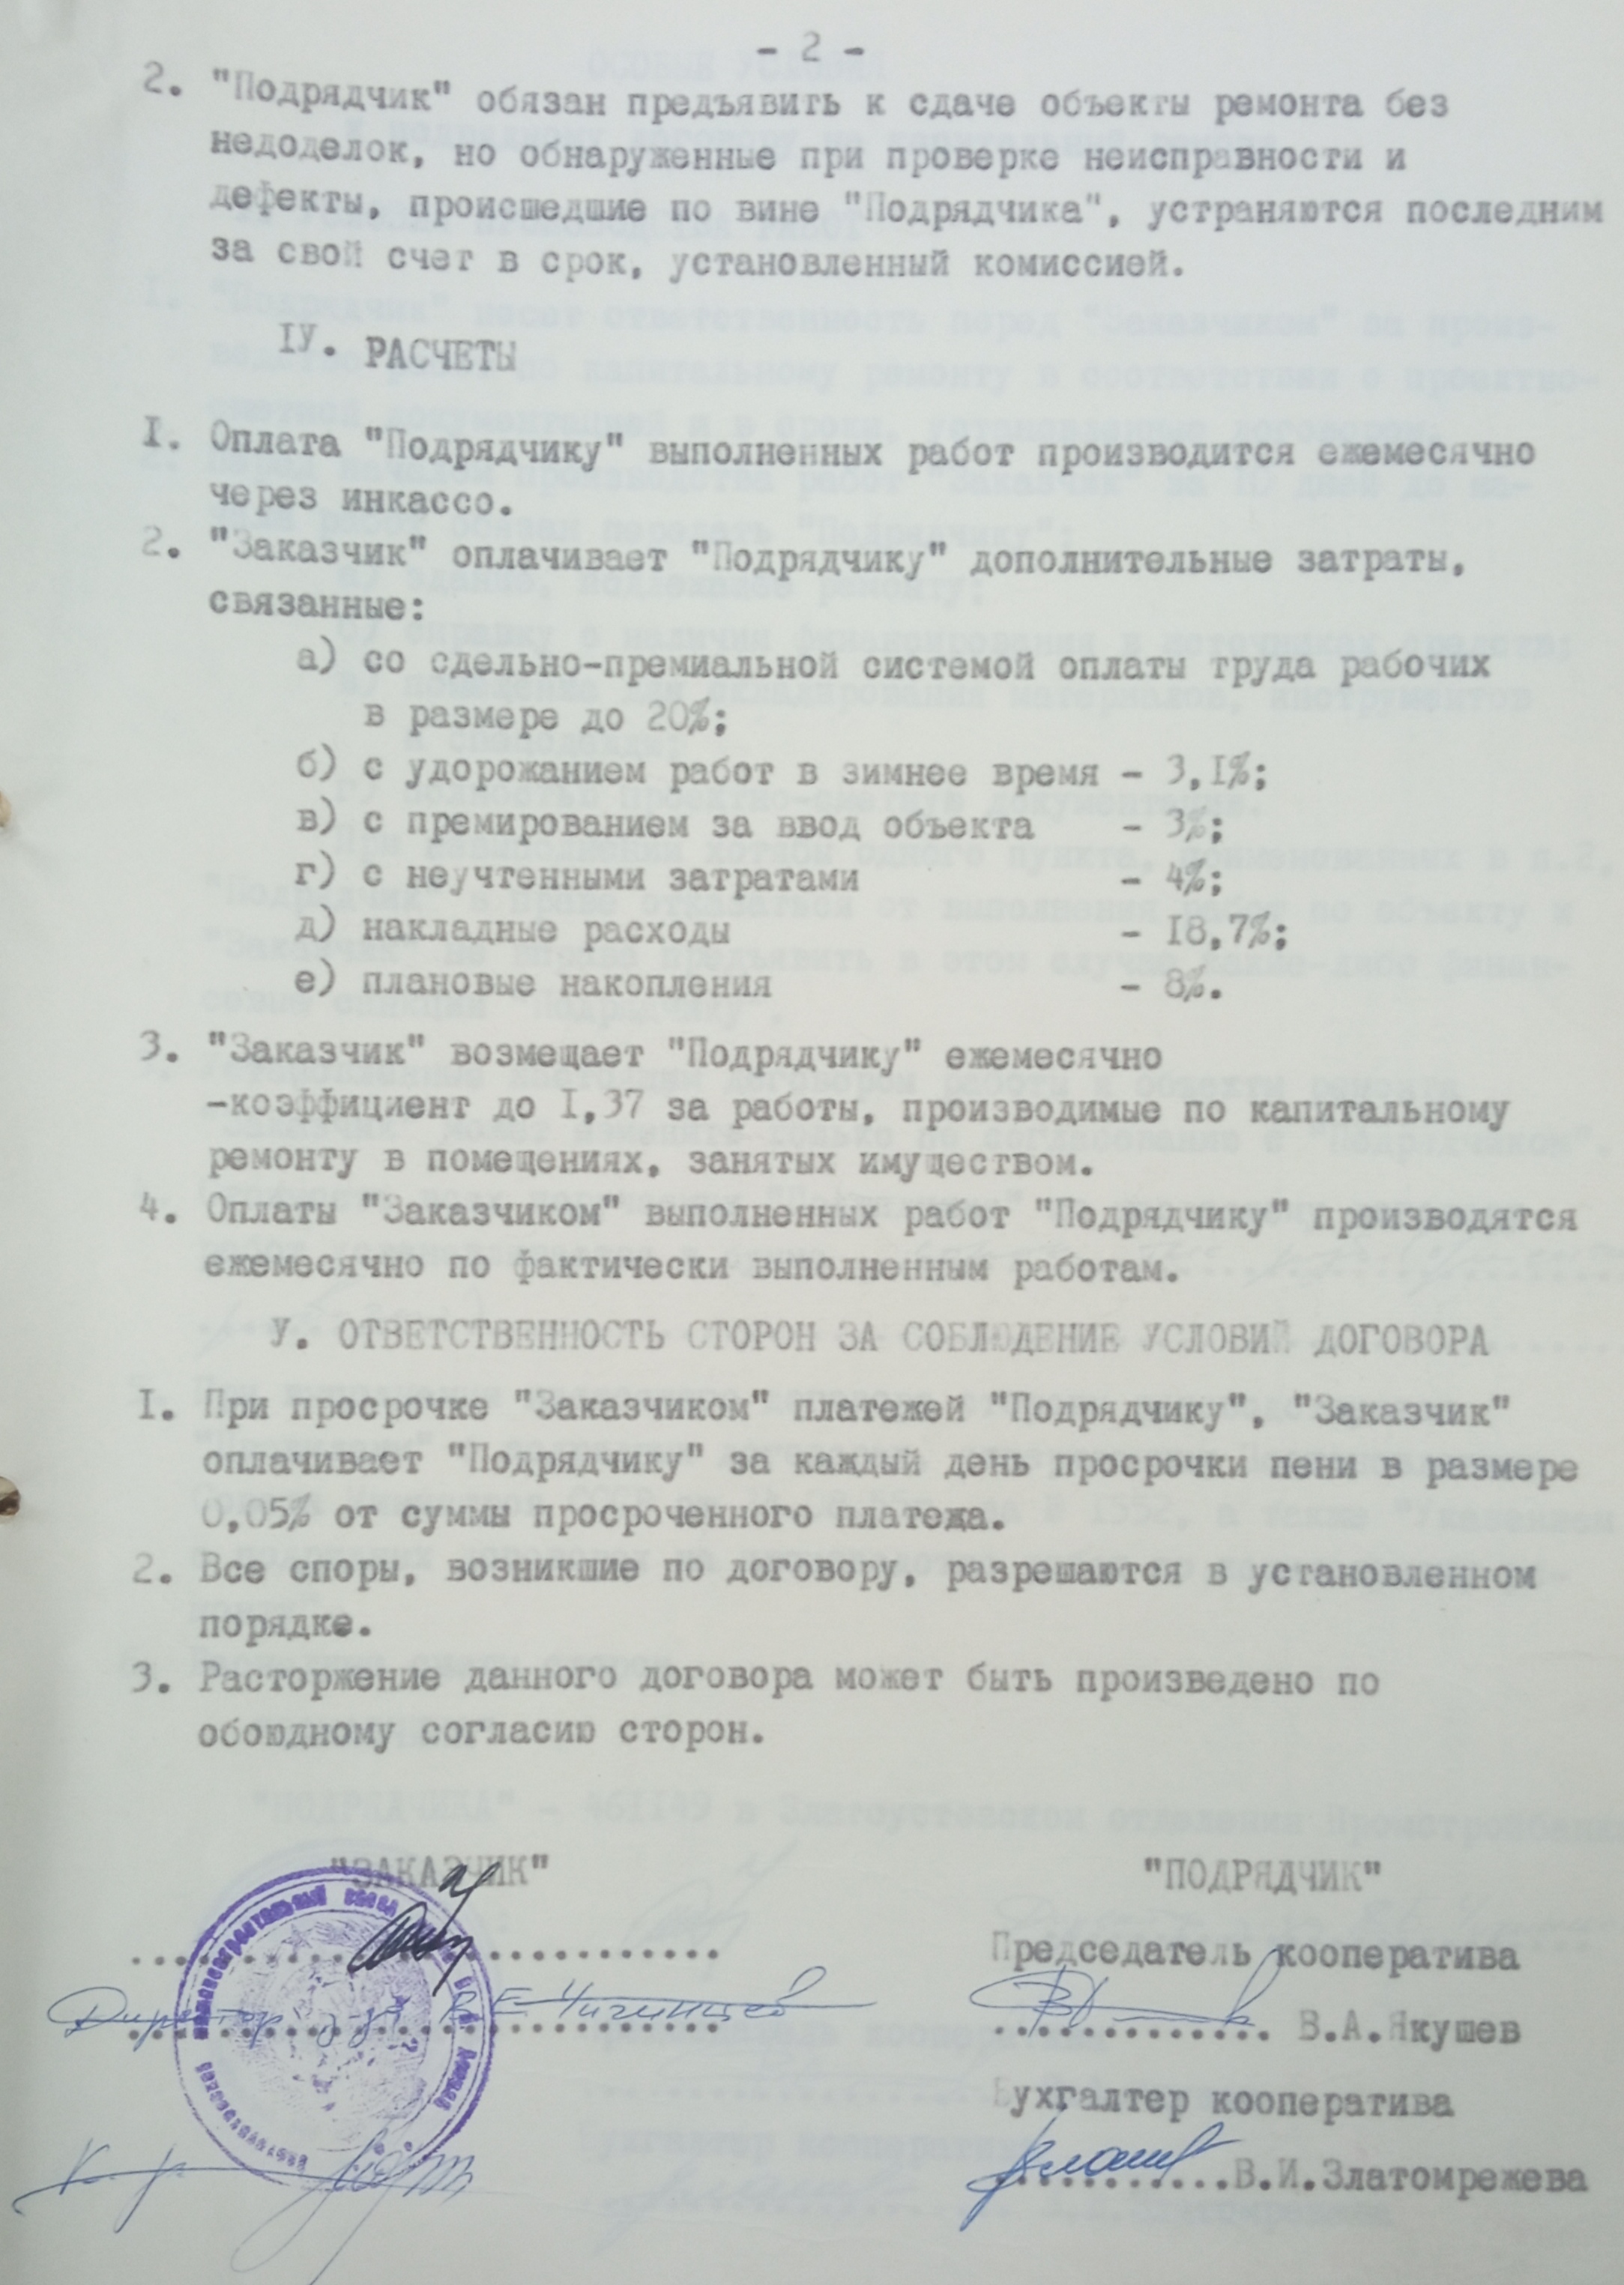 - 2 -
2. "Подрядчик" обязан предъявить к сдаче объекты ремонта без
недоделок, но обнаруженные при проверке неисправности и
дефекты, происшедшие по вине "Подрядчика", устраняются последним
за свой счет в срок, установленный комиссией.
IУ. РАСЧЕТЫ
I. Оплата "Подрядчику" выполненных работ производится ежемесячно
через инкассо.
2. "Заказчик" оплачивает "Подрядчику" дополнительные затраты,
связанные:
а) со сдельно-премиальной системой оплаты труда рабочих
в размере до 20%;
б) с удорожанием работ в зимнее время - 3,I%;
в) с премированием за ввод объекта - 3%;
г) с неучтенными затратами - 4%;
д) накладные расходы - I8,7%;
е) плановые накопления - 8%.
3. "Заказчик" возмещает "Подрядчику" ежемесячно
-коэффициент до I,37 за работы, производимые по капитальному
ремонту в помещениях, занятых имуществом.
4. Оплаты "Заказчиком" выполненных работ "Подрядчику" производятся
ежемесячно по фактически выполненным работам.
У. ОТВЕТСТВЕННОСТЬ СТОРОН ЗА СОБЛЮДЕНИЕ УСЛОВИЙ ДОГОВОРА
I. При просрочке "Заказчиком" платежей "Подрядчику", "Заказчик"
оплачивает "Подрядчику" за каждый день просрочки пени в размере
0,05% от суммы просроченного платежа.
2. Все споры, возникшие по договору, разрешаются в установленном
порядке.
3. Расторжение данного договора может быть произведено по
обоюдному согласию сторон.
"ЗАКАЗЧИК" "ПОДРЯДЧИК"
Председатель кооператива
Директор В.Е. ............. В.А.Якушев
Бухгалтер кооператива
...........В.И.Златомрежева